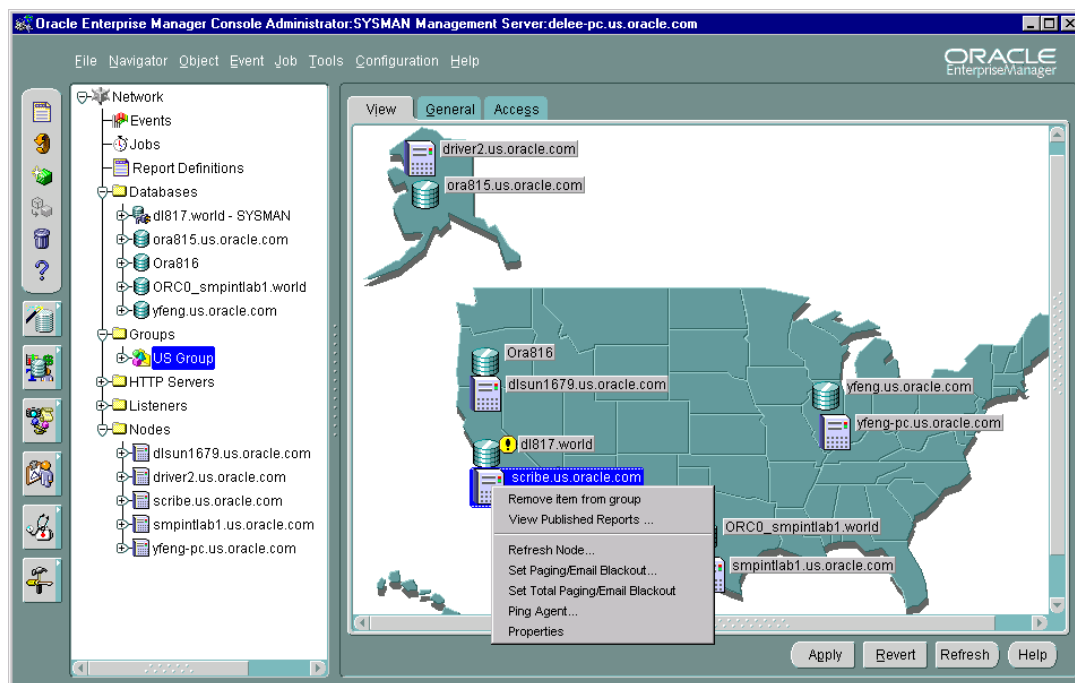 Oracle Enterprise Manager Console Administrator:SYSMAN Management Server:delee-pc.us.oracle.com
File Navigator Object Event Job Tools Configuration Help
ORACLE
EnterpriseManager
Network
Events
Jobs
Report Definitions
Databases
dl817.world - SYSMAN
ora815.us.oracle.com
Ora816
ORC0_smpintlab1.world
yfeng.us.oracle.com
Groups
US Group
HTTP Servers
Listeners
Nodes
dlsun1679.us.oracle.com
driver2.us.oracle.com
scribe.us.oracle.com
smpintlab1.us.oracle.com
yfeng-pc.us.oracle.com
View General Access
driver2.us.oracle.com
ora815.us.oracle.com
Ora816
dlsun1679.us.oracle.com
yfeng.us.oracle.com
yfeng-pc.us.oracle.com
dl817.world
scribe.us.oracle.com
Remove item from group
View Published Reports ...
Refresh Node...
Set Paging/Email Blackout...
Set Total Paging/Email Blackout
Ping Agent...
Properties
ORC0_smpintlab1.world
smpintlab1.us.oracle.com
Apply Revert Refresh Help